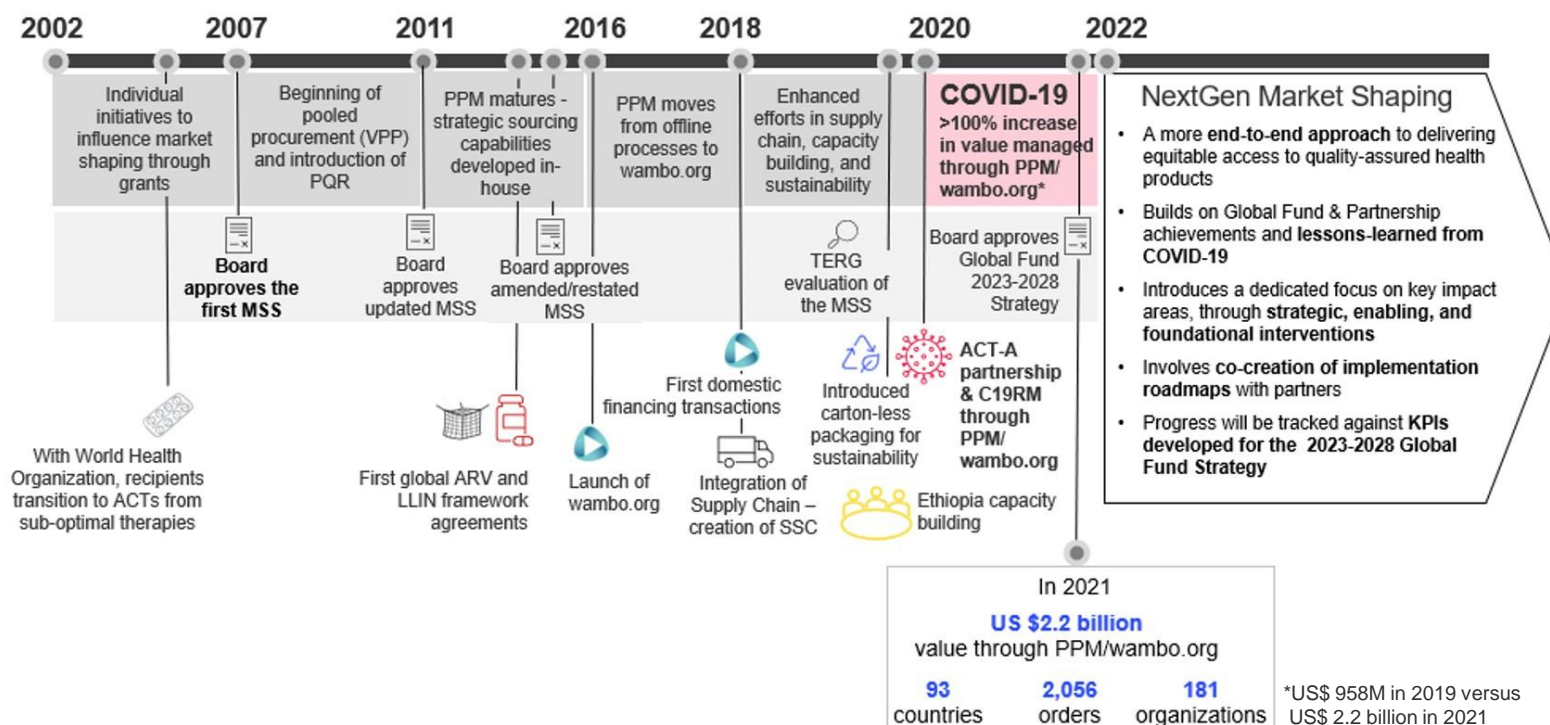 2002
2007
2011
2016
2018
2020
2022
Individual
initiatives to
influence market
shaping through
grants
Beginning of
pooled
procurement (VPP)
and introduction of
PQR
PPM matures -
strategic sourcing
capabilities
developed in-
house
PPM moves
from offline
processes to
wambo.org
Enhanced
efforts in supply
chain, capacity
building, and
sustainability
COVID-19
>100% increase
in value managed
through PPM/
wambo.org*
Board
approves the
first MSS
Board
approves
updated MSS
Board approves
amended/restated
MSS
TERG
evaluation of
the MSS
Board approves
Global Fund
2023-2028
Strategy
With World Health
Organization, recipients
transition to ACTs from
sub-optimal therapies
First global ARV and
LLIN framework
agreements
Launch of
wambo.org
First domestic
financing transactions
Integration of
Supply Chain –
creation of SSC
Introduced
carton-less
packaging for
sustainability
ACT-A
partnership
& C19RM
through
PPM/
wambo.org
Ethiopia capacity
building
NextGen Market Shaping
• A more end-to-end approach to delivering
equitable access to quality-assured health
products
• Builds on Global Fund & Partnership
achievements and lessons-learned from
COVID-19
• Introduces a dedicated focus on key impact
areas, through strategic, enabling, and
foundational interventions
• Involves co-creation of implementation
roadmaps with partners
• Progress will be tracked against KPIs
developed for the 2023-2028 Global
Fund Strategy
In 2021
US $2.2 billion
value through PPM/wambo.org
93
countries
2,056
orders
181
organizations
*US$ 958M in 2019 versus
US$ 2.2 billion in 2021